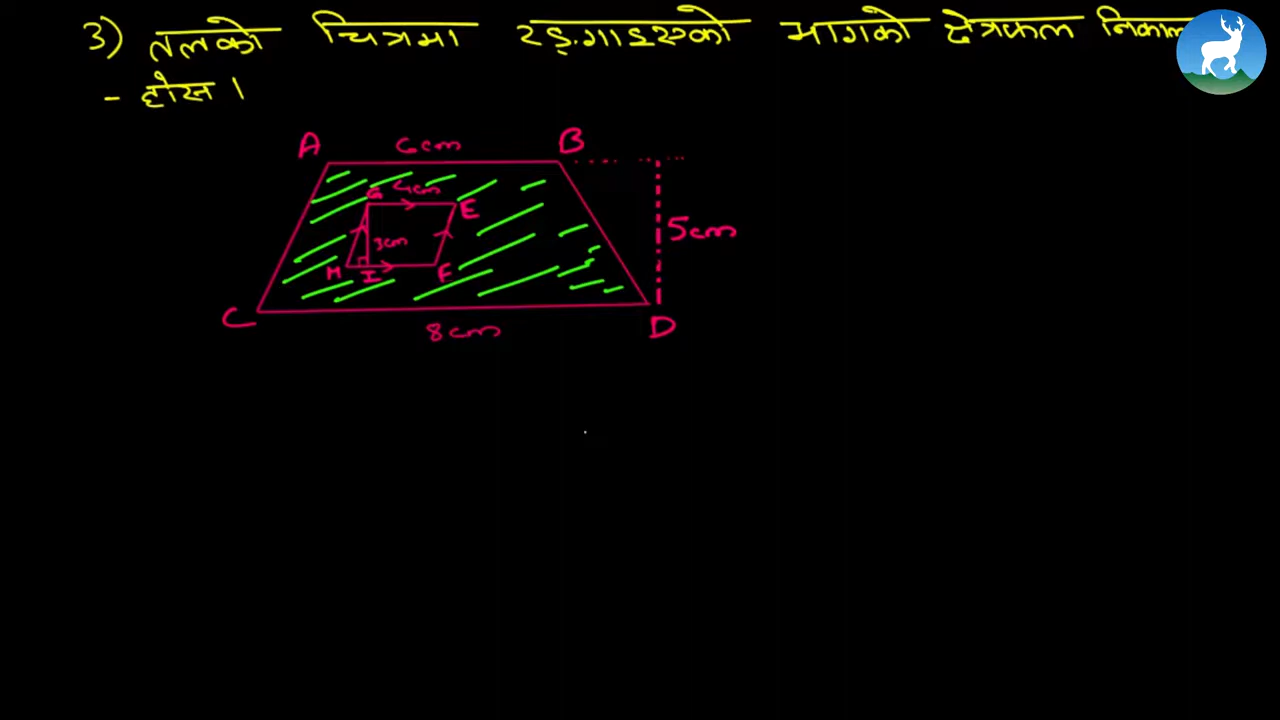 3) तलको चित्रमा रङ्गाइएको भागको क्षेत्रफल निकाल
- होस्न ।
A 6cm B
G 4cm E
3cm
5cm
H I F
C 8cm D